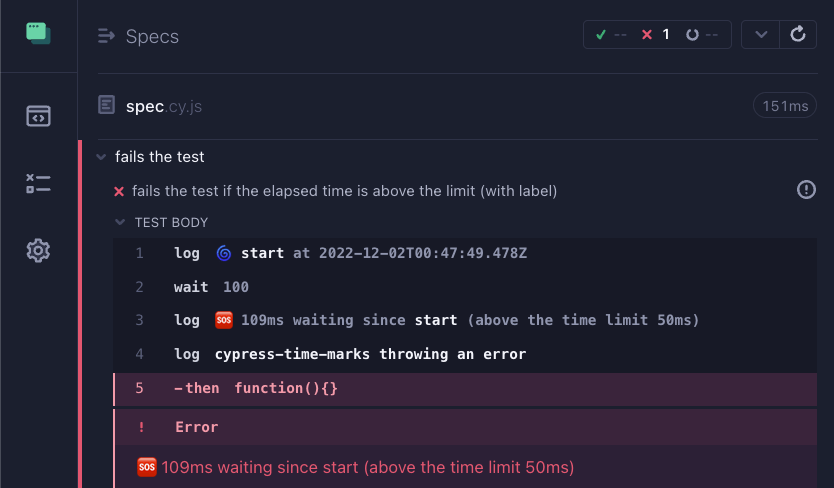 Specs
-- 1 --
spec.cy.js
151ms
fails the test
fails the test if the elapsed time is above the limit (with label)
TEST BODY
1 log 🌀 start at 2022-12-02T00:47:49.478Z
2 wait 100
3 log 🆘 109ms waiting since start (above the time limit 50ms)
4 log cypress-time-marks throwing an error
5 -then function(){}
! Error
🆘 109ms waiting since start (above the time limit 50ms)